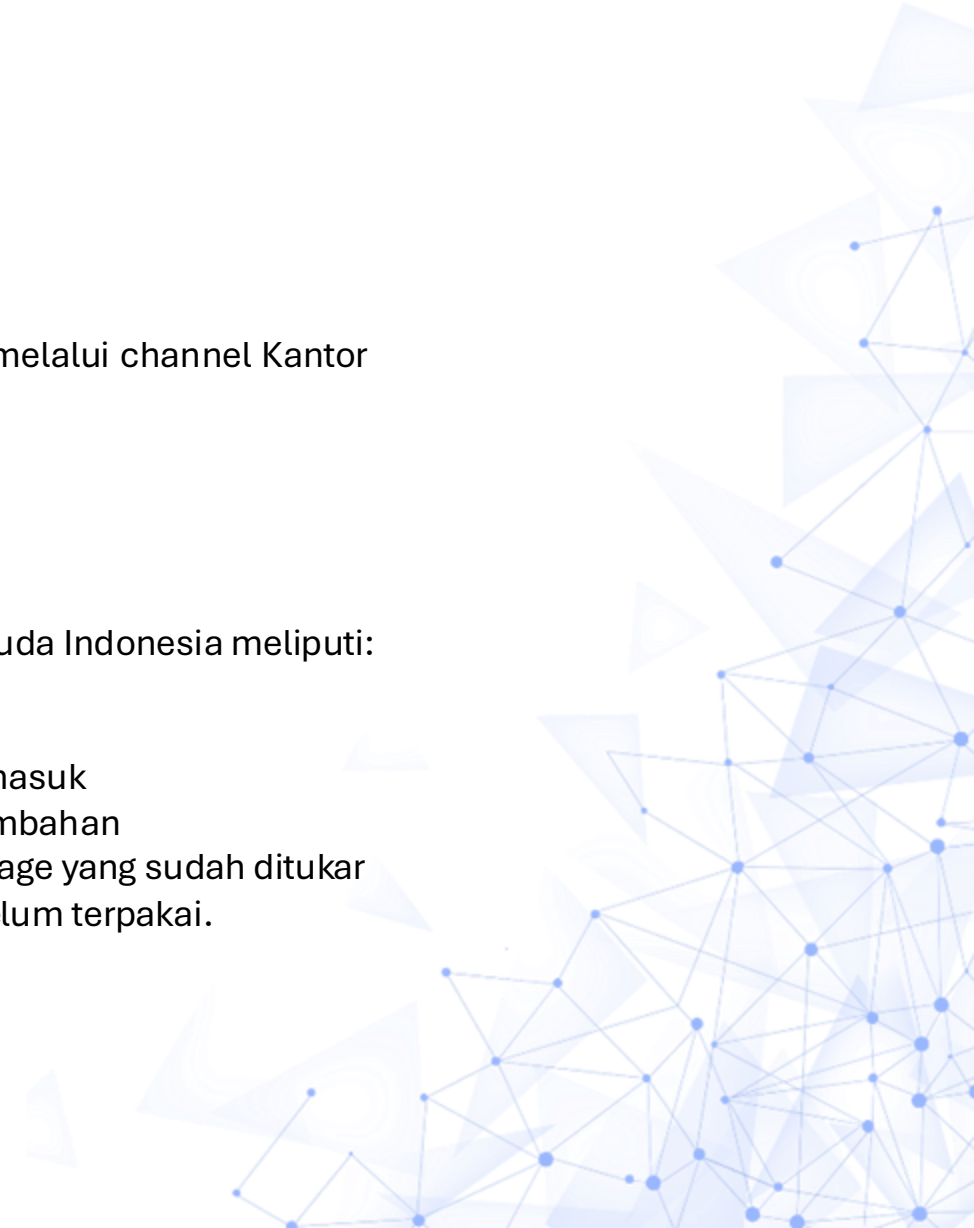 melalui channel Kantor
uda Indonesia meliputi:
masuk
mbahan
age yang sudah ditukar
lum terpakai.